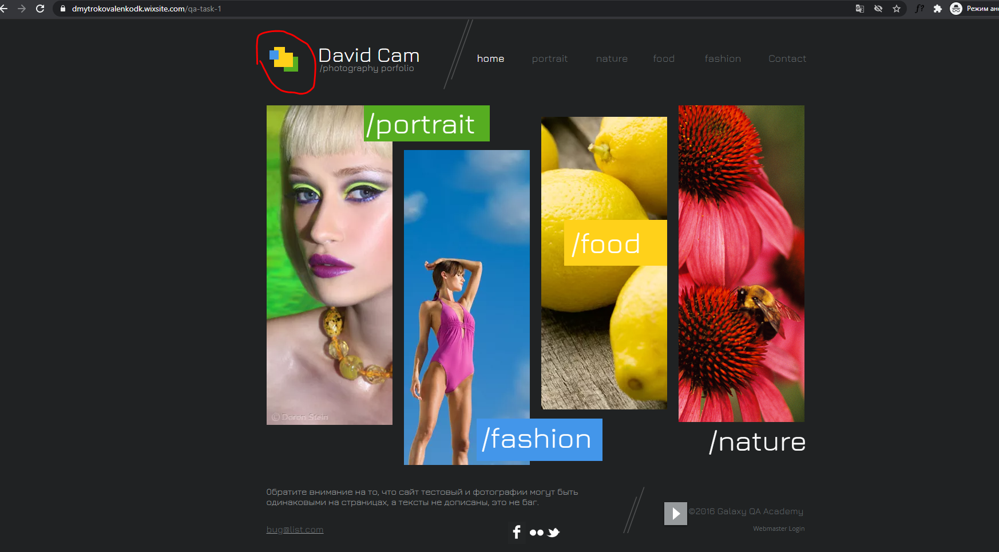 dmytrokovalenkodk.wixsite.com/qa-task-1
f?
Режим ано
David Cam
/photography porfolio
home
portrait
nature
food
fashion
Contact
/portrait
/food
© Doron Stein
/fashion
/nature
Обратите внимание на то, что сайт тестовый и фотографии могут быть
одинаковыми на страницах, а тексты не дописаны, это не баг.
©2016 Galaxy QA Academy
bug@list.com
Webmaster Login